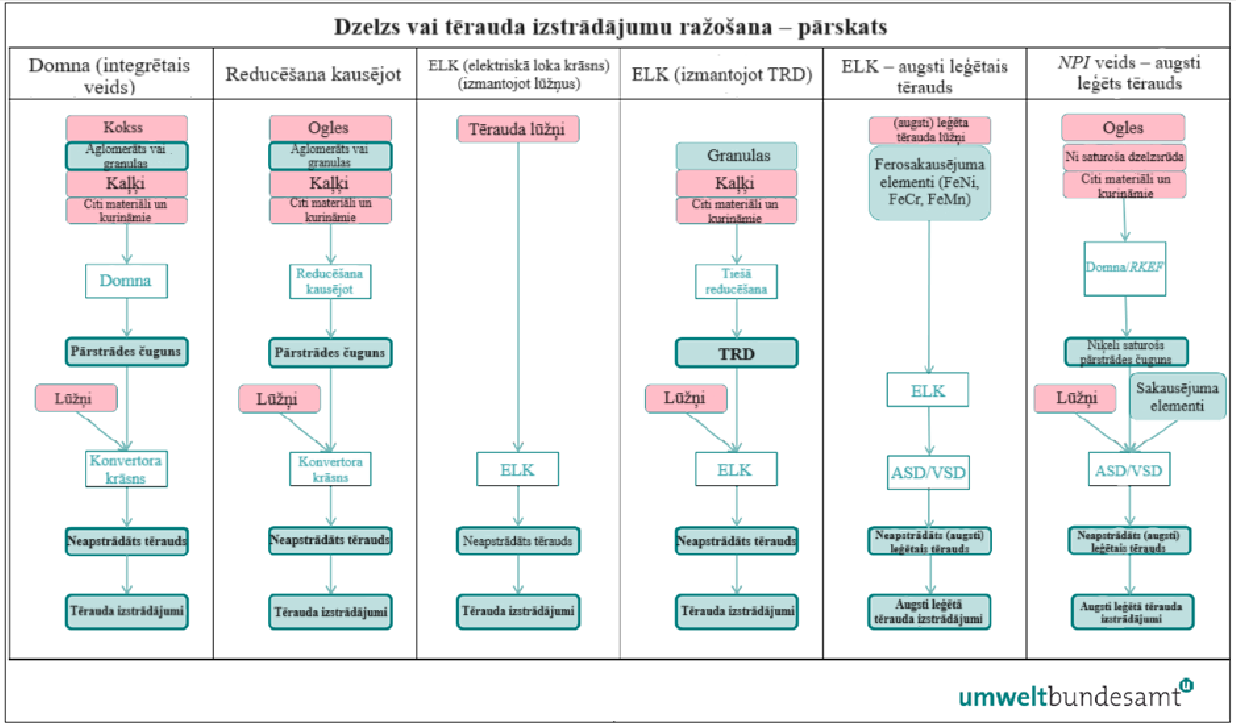 Dzelzs vai tērauda izstrādājumu ražošana – pārskats
Domna (integrētais
veids)
Kokss
Aglomerāts vai
granulas
Kaļķi
Citi materiāli un
kurināmie
Domna
Pārstrādes čuguns
Lūžņi
Konvertora
krāsns
Neapstrādāts tērauds
Tērauda izstrādājumi
Reducēšana kausējot
Ogles
Aglomerāts vai
granulas
Kaļķi
Citi materiāli un
kurināmie
Reducēšana
kausējot
Pārstrādes čuguns
Lūžņi
Konvertora
krāsns
Neapstrādāts tērauds
Tērauda izstrādājumi
ELK (elektriskā loka krāsns)
(izmantojot lūžņus)
Tērauda lūžņi
ELK
Neapstrādāts tērauds
Tērauda izstrādājumi
ELK (izmantojot TRD)
Granulas
Kaļķi
Citi materiāli un
kurināmie
Tiešā
reducēšana
TRD
Lūžņi
ELK
Neapstrādāts tērauds
Tērauda izstrādājumi
ELK – augsti leģētais
tērauds
(augsti) leģēta
tērauda lūžņi
Ferosakausējuma
elementi (FeNi,
FeCr, FeMn)
ELK
ASD/VSD
Neapstrādāts (augsti)
leģētais tērauds
Augsti leģētā
tērauda izstrādājumi
NPI veids – augsti
leģēts tērauds
Ogles
Ni saturoša dzelzsrūda
Citi materiāli un
kurināmie
Domna/RKEF
Niķeli saturošs
pārstrādes čuguns
Lūžņi
Sakausējuma
elementi
ASD/VSD
Neapstrādāts (augsti)
leģētais tērauds
Augsti leģētā tērauda
izstrādājumi
umweltbundesamt